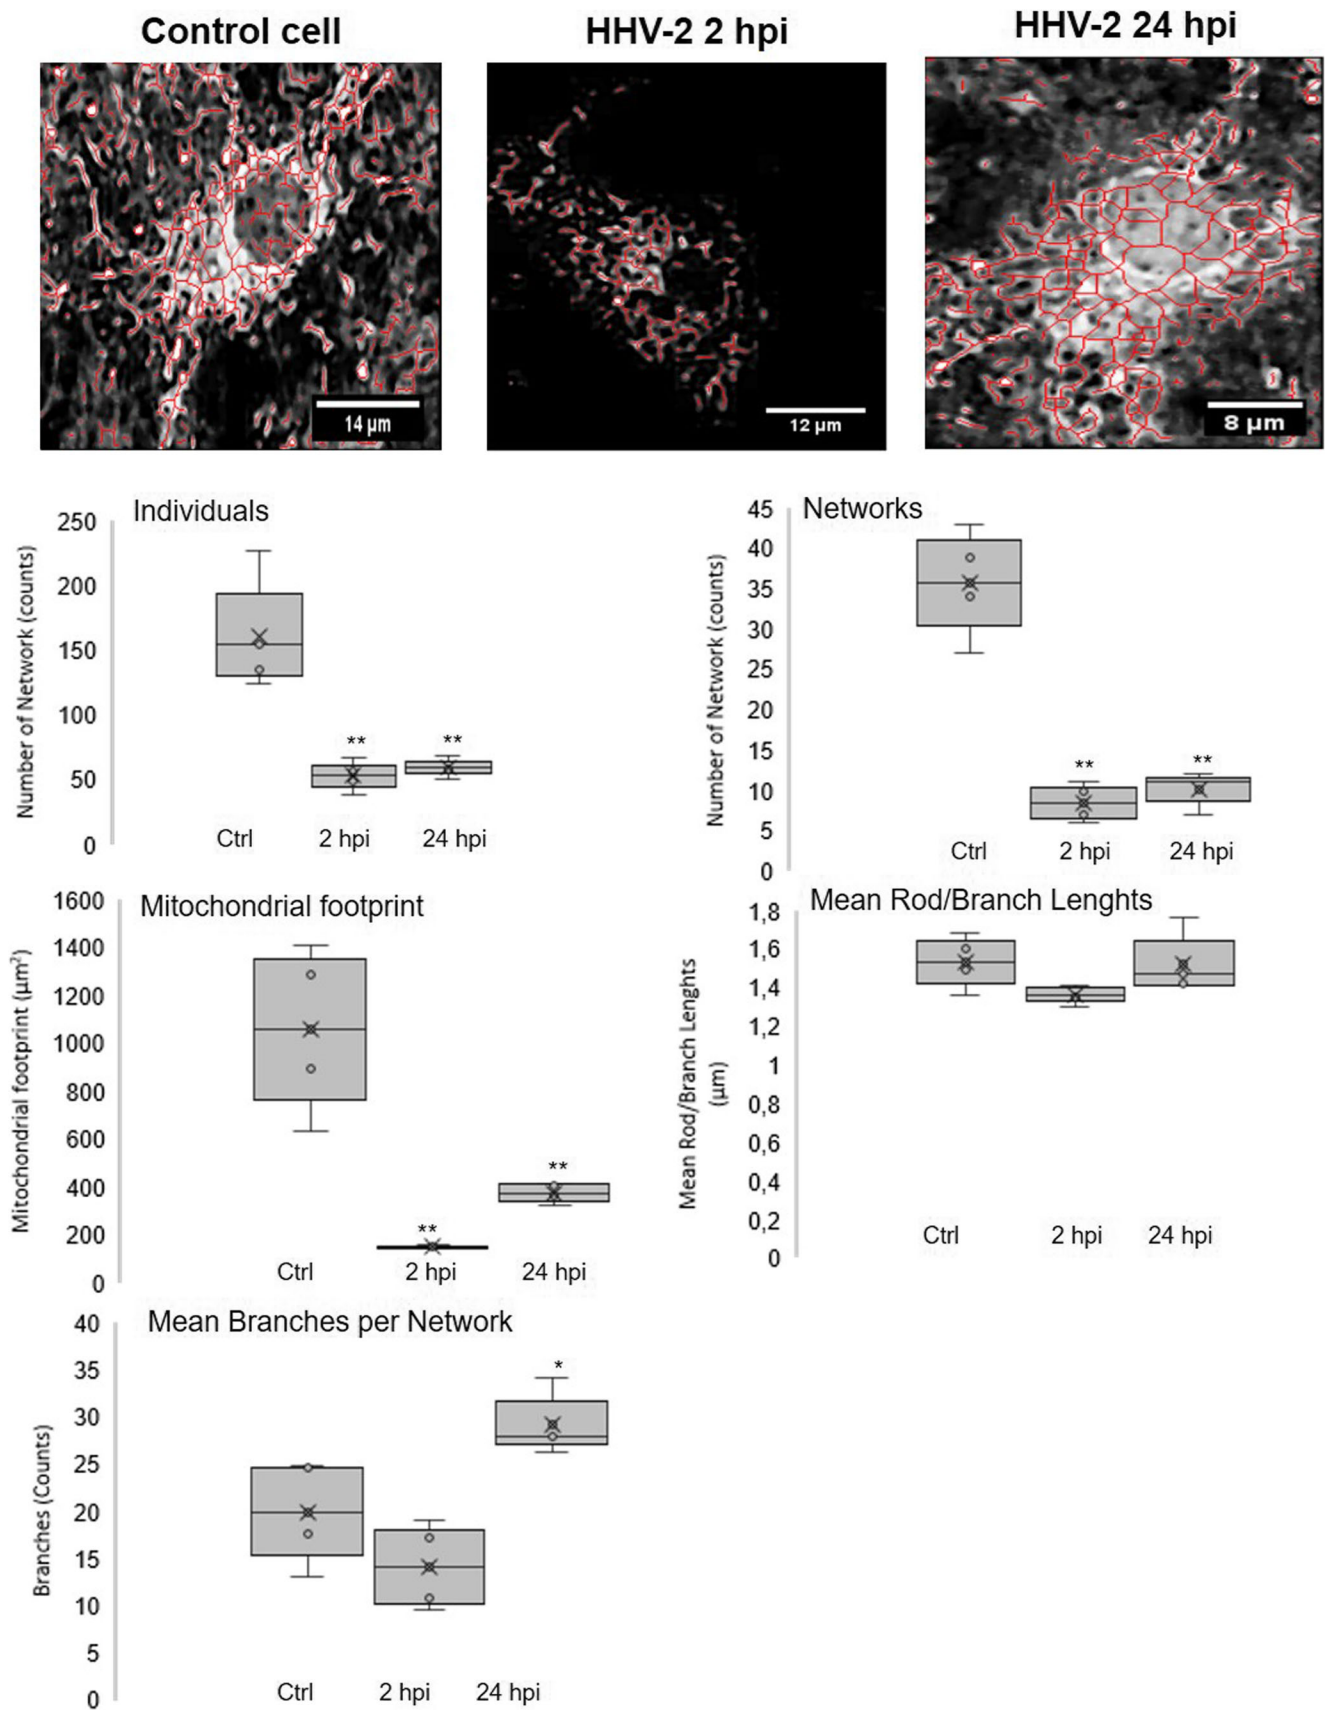 Control cell
HHV-2 2 hpi
HHV-2 24 hpi
14 µm
12 µm
8 µm
Individuals
Number of Network (counts)
250
200
150
100
50
0
**
**
Ctrl
2 hpi
24 hpi
Networks
Number of Network (counts)
45
40
35
30
25
20
15
10
5
0
**
**
Ctrl
2 hpi
24 hpi
Mitochondrial footprint
Mitochondrial footprint (µm²)
1600
1400
1200
1000
800
600
400
200
0
**
**
Ctrl
2 hpi
24 hpi
Mean Rod/Branch Lenghts
Mean Rod/Branch Lenghts
(µm)
1,8
1,6
1,4
1,2
1
0,8
0,6
0,4
0,2
0
Ctrl
2 hpi
24 hpi
Mean Branches per Network
Branches (Counts)
40
35
30
25
20
15
10
5
0
*
Ctrl
2 hpi
24 hpi